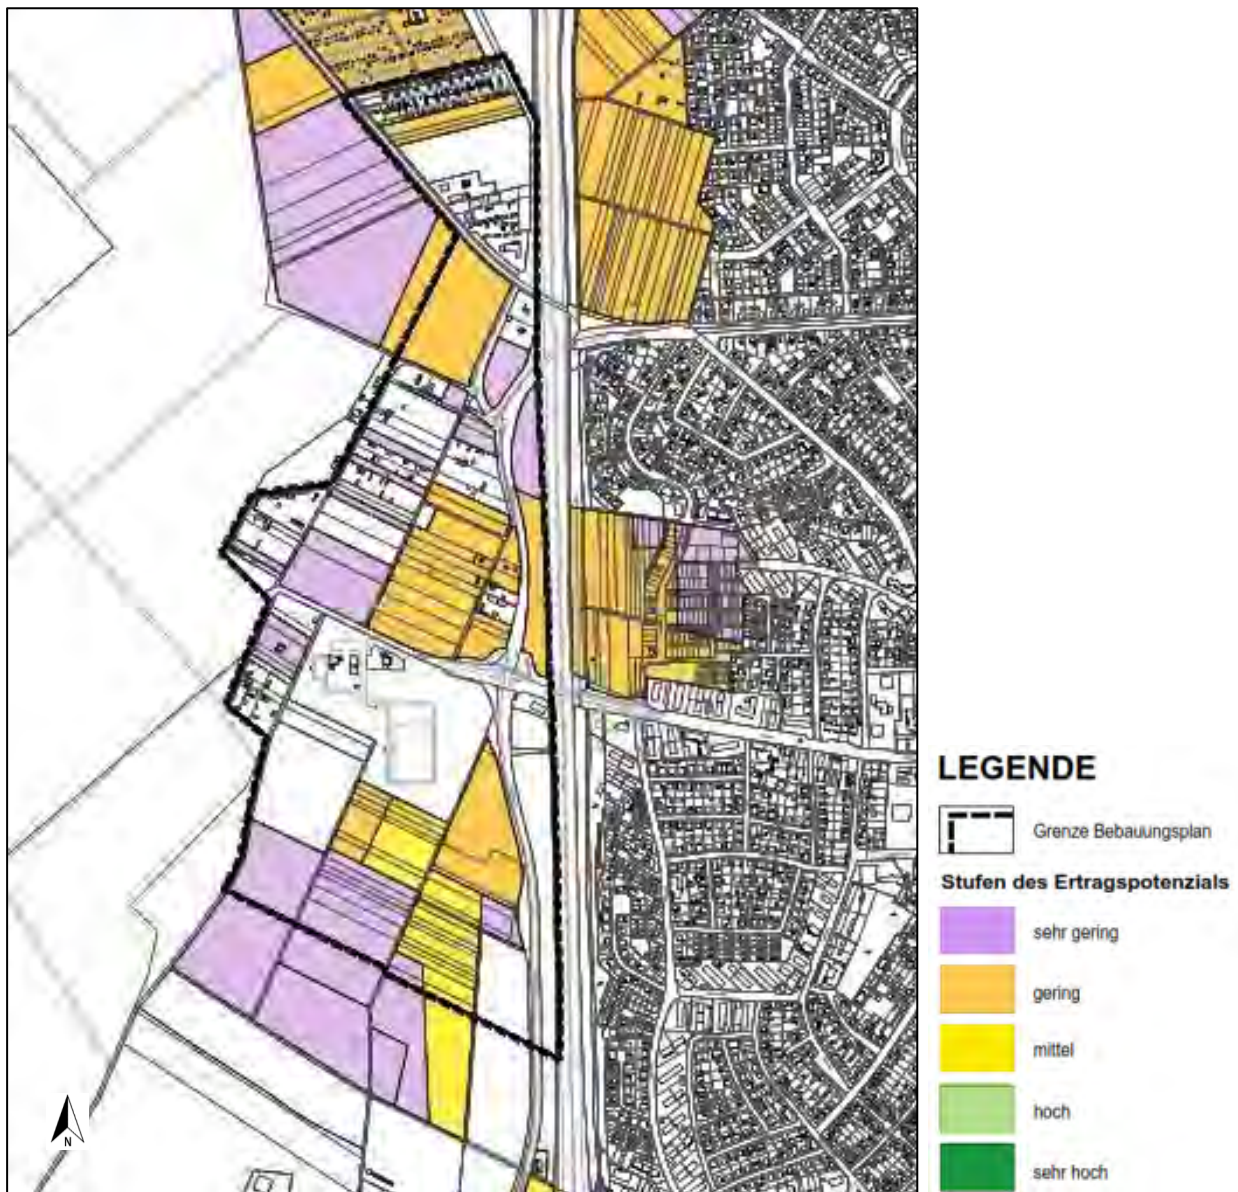 LEGENDE
Grenze Bebauungsplan
Stufen des Ertragspotenzials
sehr gering
gering
mittel
hoch
sehr hoch
N